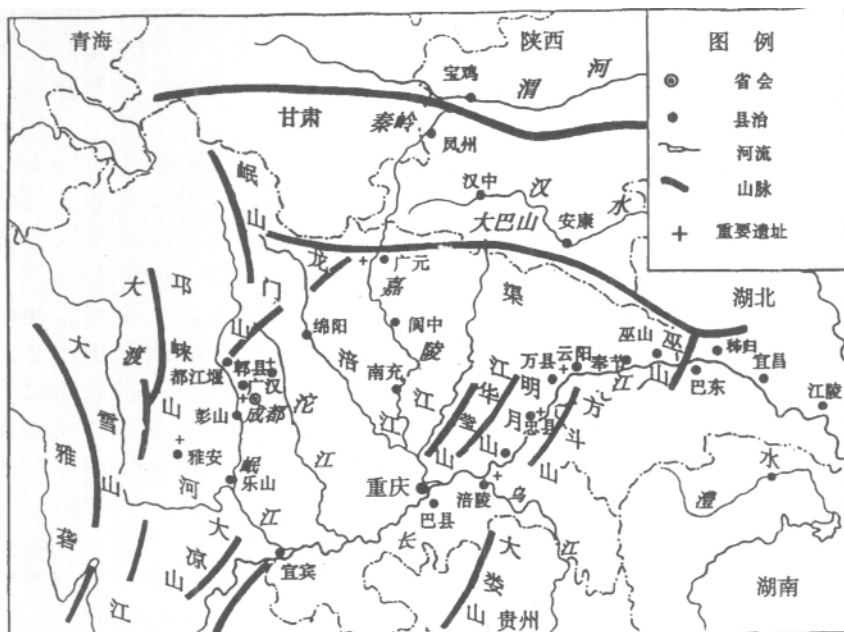 青海
陕西
图例
省会
县治
河流
山脉
重要遗址
宝鸡
渭河
甘肃
秦岭
凤州
岷山
汉中
汉水
大巴山
安康
湖北
龙门山
广元
嘉陵江
渠江
阆中
绵阳
涪江
南充
大渡河
邛崃山
大雪山
雅砻江
都江堰
郫县
广汉
成都
沱江
彭山
雅安
岷江
乐山
大凉山
宜宾
重庆
巴县
长江
涪陵
乌江
华莹山
明月山
方斗山
忠县
万县
云阳
奉节
巫山
巫山
巴东
秭归
宜昌
江陵
澧水
湖南
大娄山
贵州